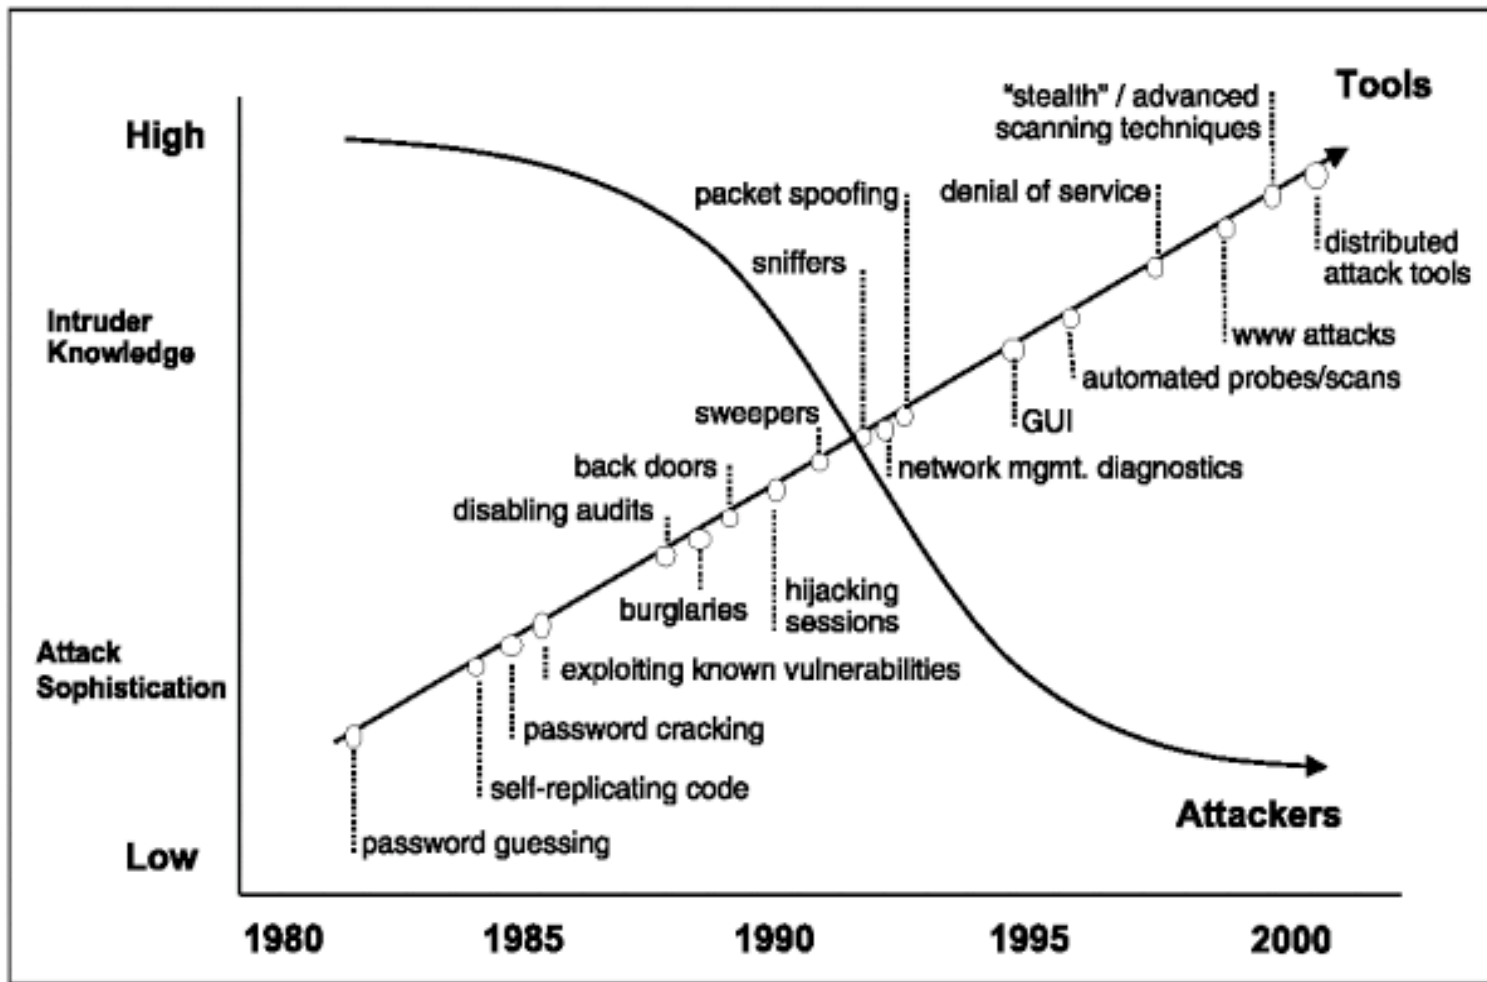 "stealth" / advanced
scanning techniques
Tools
High
packet spoofing
denial of service
sniffers
distributed
attack tools
Intruder
Knowledge
www attacks
automated probes/scans
sweepers
GUI
back doors
network mgmt. diagnostics
disabling audits
burglaries
hijacking
sessions
Attack
Sophistication
exploiting known vulnerabilities
password cracking
self-replicating code
Attackers
password guessing
Low
1980 1985 1990 1995 2000